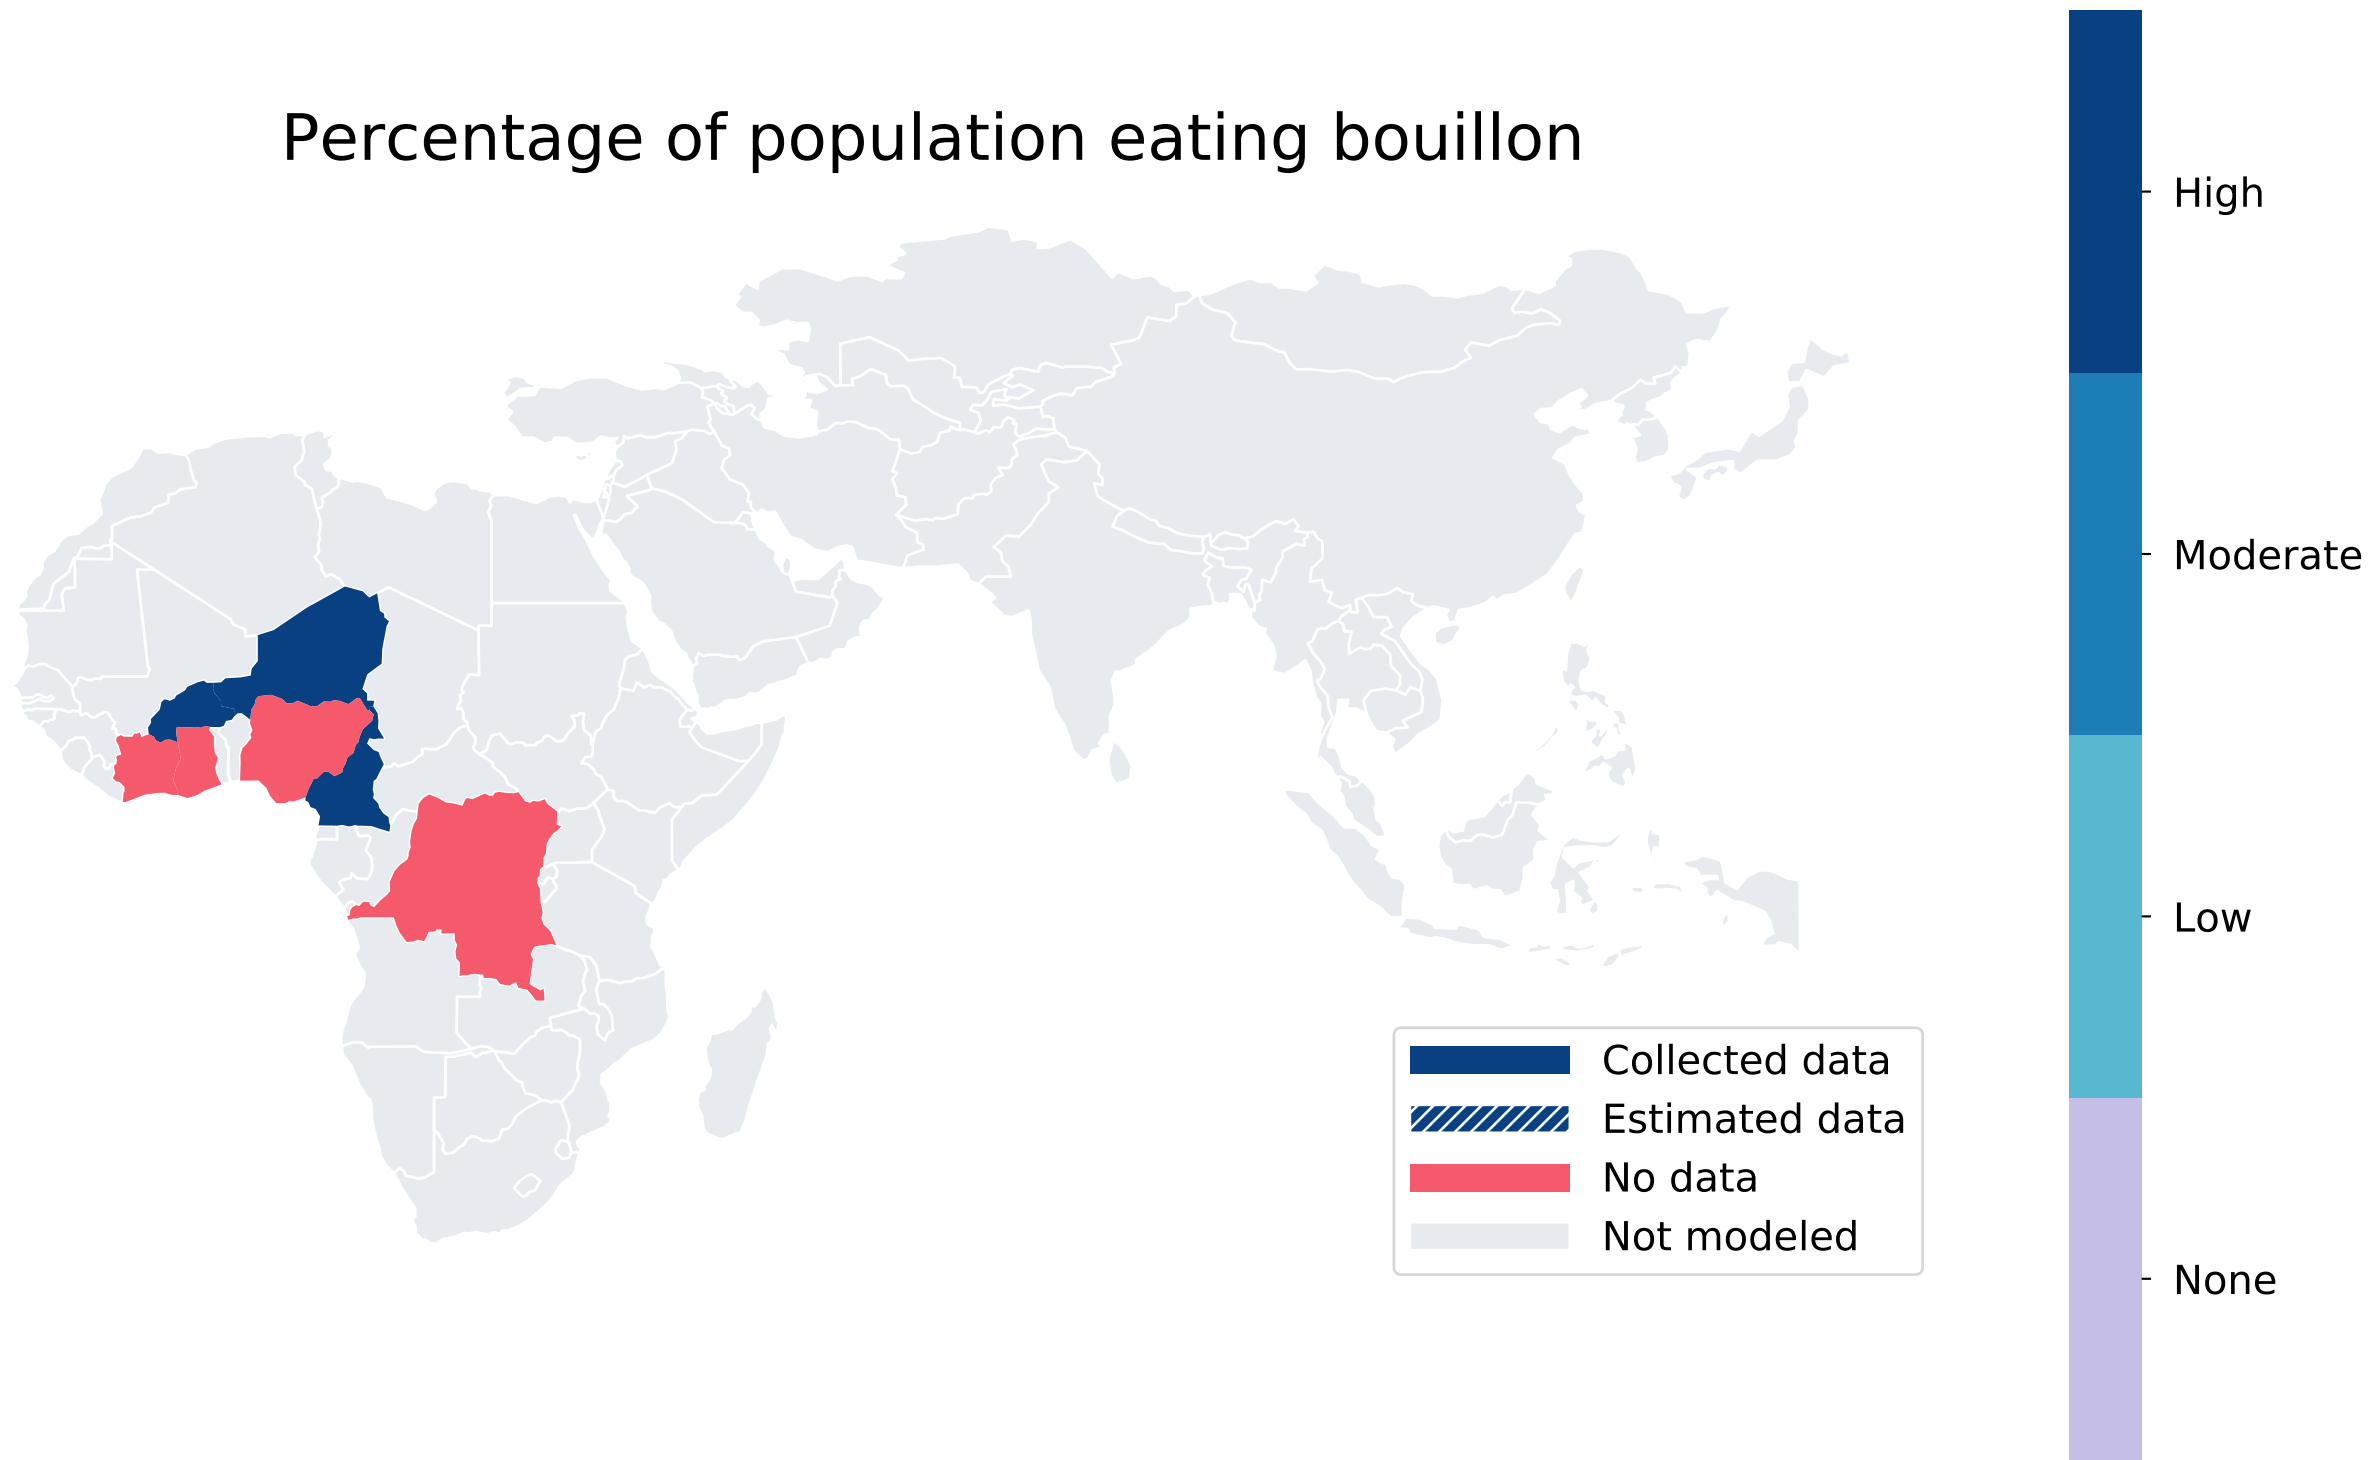 Percentage of population eating bouillon
High
Moderate
Low
None
Collected data
Estimated data
No data
Not modeled